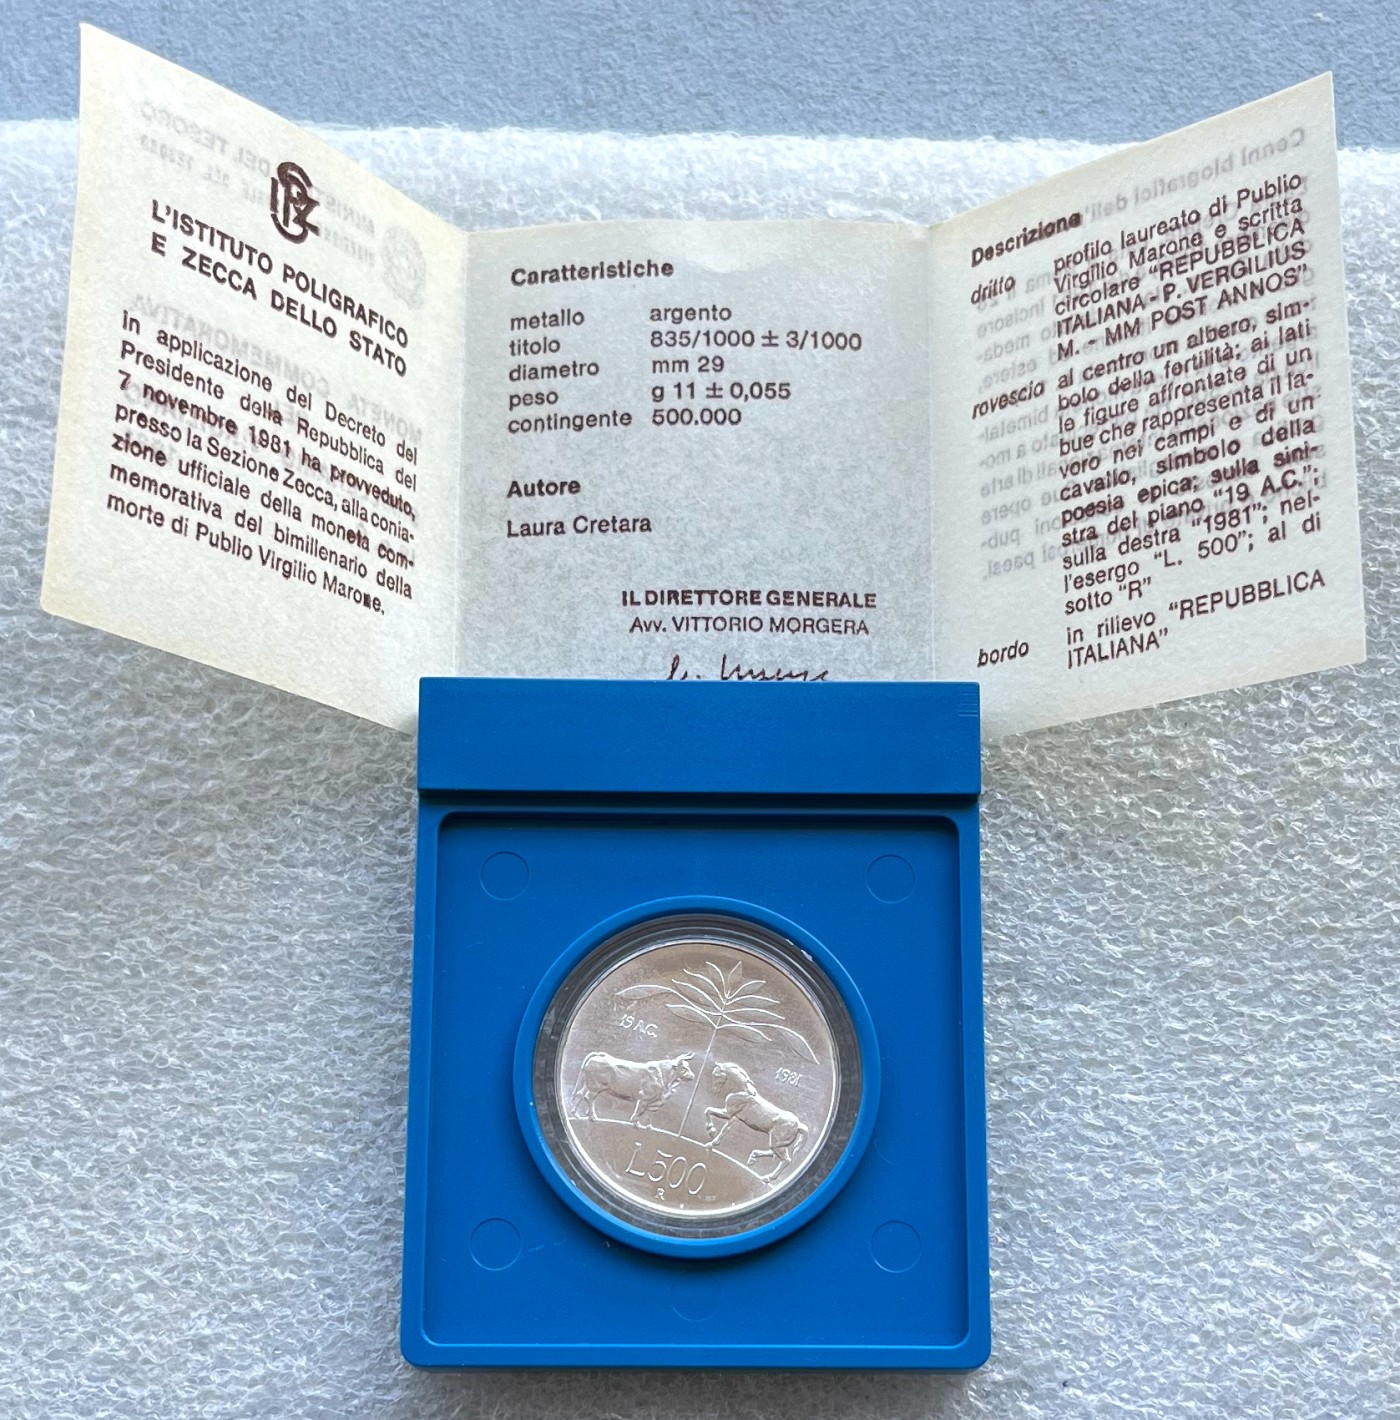 IPZS
L'ISTITUTO POLIGRAFICO
E ZECCA DELLO STATO
in applicazione del Decreto del
Presidente della Repubblica del
7 novembre 1981 ha provveduto,
presso la Sezione Zecca, alla conia-
zione ufficiale della moneta com-
memorativa del bimillenario della
morte di Publio Virgilio Marone.
Caratteristiche
metallo argento
titolo 835/1000 ± 3/1000
diametro mm 29
peso g 11 ± 0,055
contingente 500.000
Autore
Laura Cretara
IL DIRETTORE GENERALE
Avv. VITTORIO MORGERA
Descrizione
dritto profilo laureato di Publio
Virgilio Marone e scritta
circolare "REPUBBLICA
ITALIANA - P. VERGILIUS
M. - MM POST ANNOS"
rovescio al centro un albero, sim-
bolo della fertilità; ai lati
le figure affrontate di un
bue che rappresenta il la-
voro nei campi e di un
cavallo, simbolo della
poesia epica; sulla sini-
stra del piano "19 A.C.";
sulla destra "1981"; nel-
l'esergo "L. 500"; al di
sotto "R"
bordo in rilievo "REPUBBLICA
ITALIANA"
19 A.C.
1981
L500
R